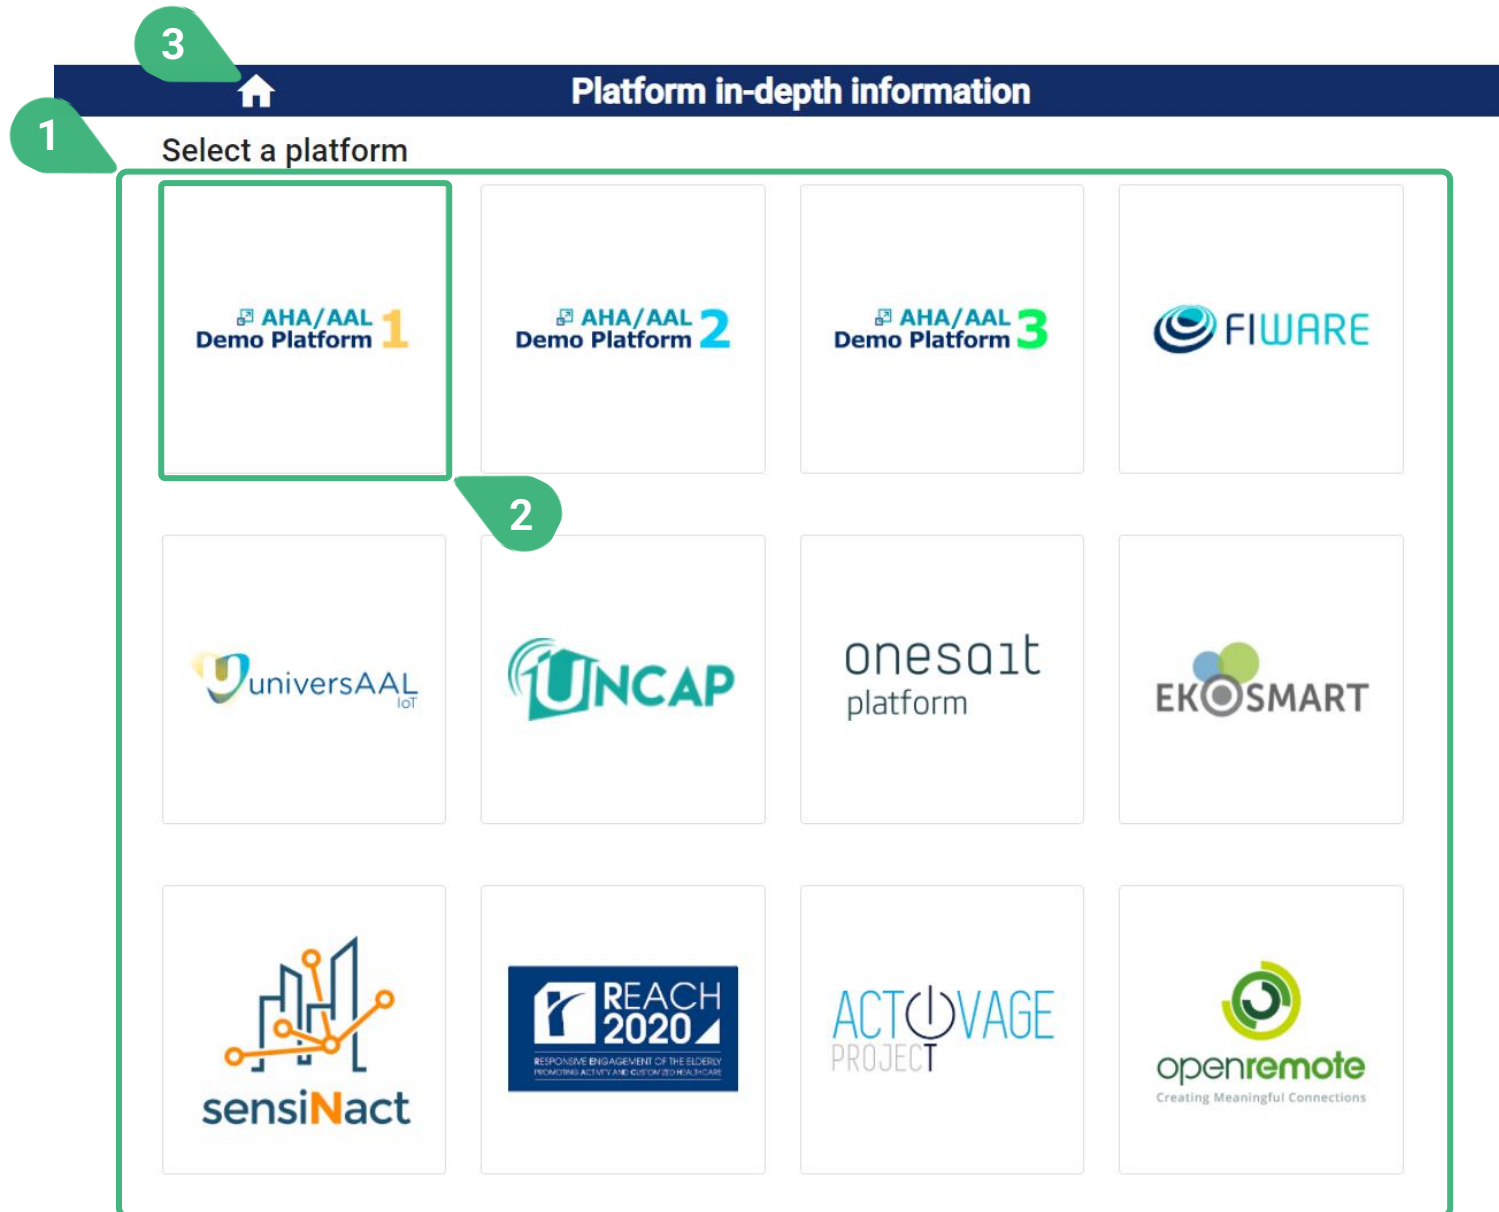 3
Platform in-depth information
1
Select a platform
AHA/AAL
Demo Platform 1
AHA/AAL
Demo Platform 2
AHA/AAL
Demo Platform 3
FIWARE
2
universAAL
IoT
UNCAP
onesait
platform
EKOSMART
sensiNact
REACH
2020
RESPONSIVE ENGAGEMENT OF THE ELDERLY
PROMOTING ACTIVITY AND CUSTOMIZED HEALTHCARE
ACTIVAGE
PROJECT
openremote
Creating Meaningful Connections